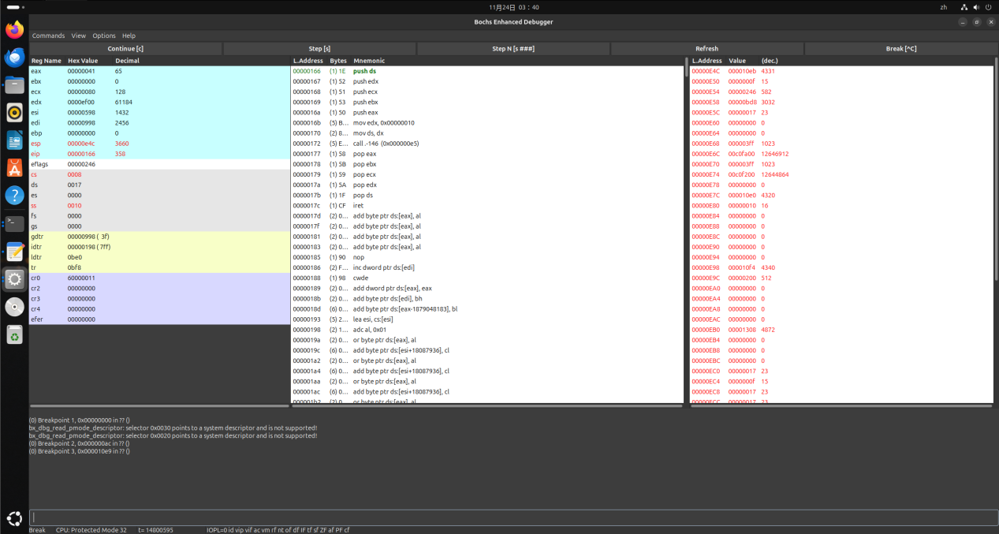 11月24日 03：40
zh
Bochs Enhanced Debugger
Commands View Options Help
Continue [c] Step [s] Step N [s ###] Refresh Break [^C]
Reg Name Hex Value Decimal
eax 00000041 65
ebx 00000000 0
ecx 00000080 128
edx 0000ef00 61184
esi 00000598 1432
edi 00000998 2456
ebp 00000000 0
esp 00000e4c 3660
eip 00000166 358
eflags 00000246
cs 0008
ds 0017
es 0000
ss 0010
fs 0000
gs 0000
gdtr 00000998 ( 3f)
idtr 00000198 ( 7ff)
ldtr 0be0
tr 0bf8
cr0 60000011
cr2 00000000
cr3 00000000
cr4 00000000
efer 00000000
L.Address Bytes Mnemonic
00000166 (1) 1E push ds
00000167 (1) 52 push edx
00000168 (1) 51 push ecx
00000169 (1) 53 push ebx
0000016a (1) 50 push eax
0000016b (5) B... mov edx, 0x00000010
00000170 (2) 8... mov ds, dx
00000172 (5) E... call .-146 (0x000000e5)
00000177 (1) 58 pop eax
00000178 (1) 5B pop ebx
00000179 (1) 59 pop ecx
0000017a (1) 5A pop edx
0000017b (1) 1F pop ds
0000017c (1) CF iret
0000017d (2) 0... add byte ptr ds:[eax], al
0000017f (2) 0... add byte ptr ds:[eax], al
00000181 (2) 0... add byte ptr ds:[eax], al
00000183 (2) 0... add byte ptr ds:[eax], al
00000185 (1) 90 nop
00000186 (2) F... inc dword ptr ds:[edi]
00000188 (1) 98 cwde
00000189 (2) 0... add dword ptr ds:[eax], eax
0000018b (2) 0... add byte ptr ds:[edi], bh
0000018d (6) 0... add byte ptr ds:[eax-1879048183], bl
00000193 (5) 2... lea esi, cs:[esi]
00000198 (2) 1... adc al, 0x01
0000019a (2) 0... or byte ptr ds:[eax], al
0000019c (6) 0... add byte ptr ds:[esi+18087936], cl
000001a2 (2) 0... or byte ptr ds:[eax], al
000001a4 (6) 0... add byte ptr ds:[esi+18087936], cl
000001aa (2) 0... or byte ptr ds:[eax], al
000001ac (6) 0... add byte ptr ds:[esi+18087936], cl
000001b2 (2) 0... or byte ptr ds:[eax], al
L.Address Value (dec.)
00000E4C 000010eb 4331
00000E50 0000000f 15
00000E54 00000246 582
00000E58 00000bd8 3032
00000E5C 00000017 23
00000E60 00000000 0
00000E64 00000000 0
00000E68 000003ff 1023
00000E6C 00c0fa00 12646912
00000E70 000003ff 1023
00000E74 00c0f200 12644864
00000E78 00000000 0
00000E7C 000010e0 4320
00000E80 00000010 16
00000E84 00000000 0
00000E88 00000000 0
00000E8C 00000000 0
00000E90 00000000 0
00000E94 00000000 0
00000E98 000010f4 4340
00000E9C 00000200 512
00000EA0 00000000 0
00000EA4 00000000 0
00000EA8 00000000 0
00000EAC 00000000 0
00000EB0 00001308 4872
00000EB4 00000000 0
00000EB8 00000000 0
00000EBC 00000000 0
00000EC0 00000017 23
00000EC4 0000000f 15
00000EC8 00000017 23
00000ECC 00000017 23
(0) Breakpoint 1, 0x00000000 in ?? ()
bx_dbg_read_pmode_descriptor: selector 0x0030 points to a system descriptor and is not supported!
bx_dbg_read_pmode_descriptor: selector 0x0020 points to a system descriptor and is not supported!
(0) Breakpoint 2, 0x000000ac in ?? ()
(0) Breakpoint 3, 0x000010e9 in ?? ()
Break CPU: Protected Mode 32 t= 14800595 IOPL=0 id vip vif ac vm rf nt of df IF tf sf ZF af PF cf